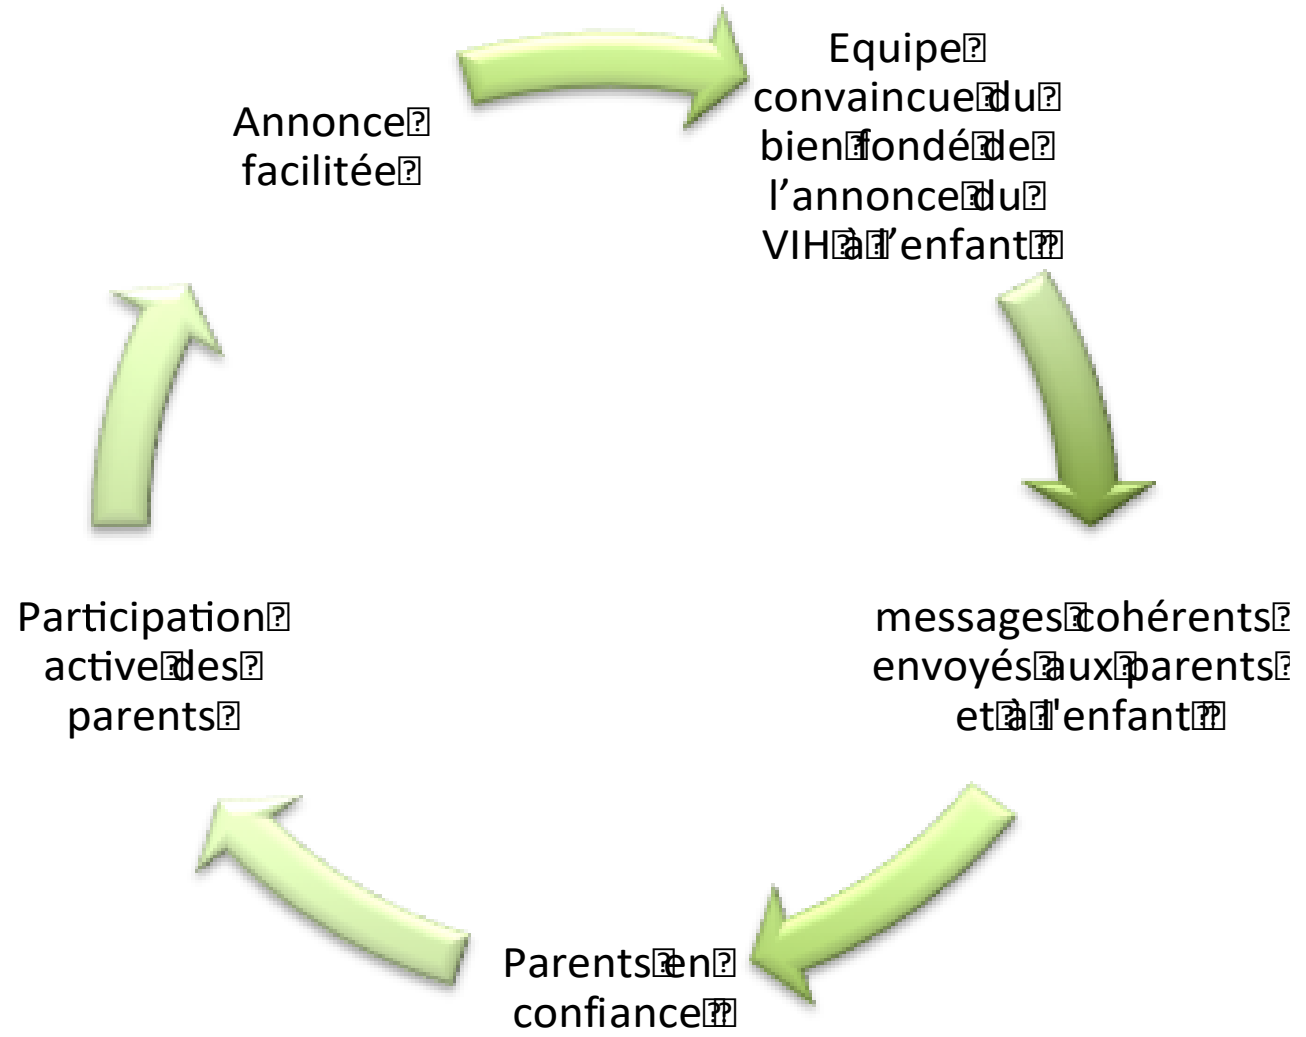 Annonce
facilitée
Equipe
convaincue du
bien fondé de
l’annonce du
VIH à l’enfant
messages cohérents
envoyés aux parents
et à l'enfant
Parents en
confiance
Participation
active des
parents